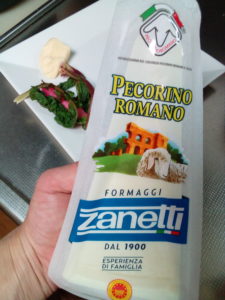 PECORINO
ROMANO
FORMAGGI
zanetti
DAL 1900
ESPERIENZA
DI FAMIGLIA